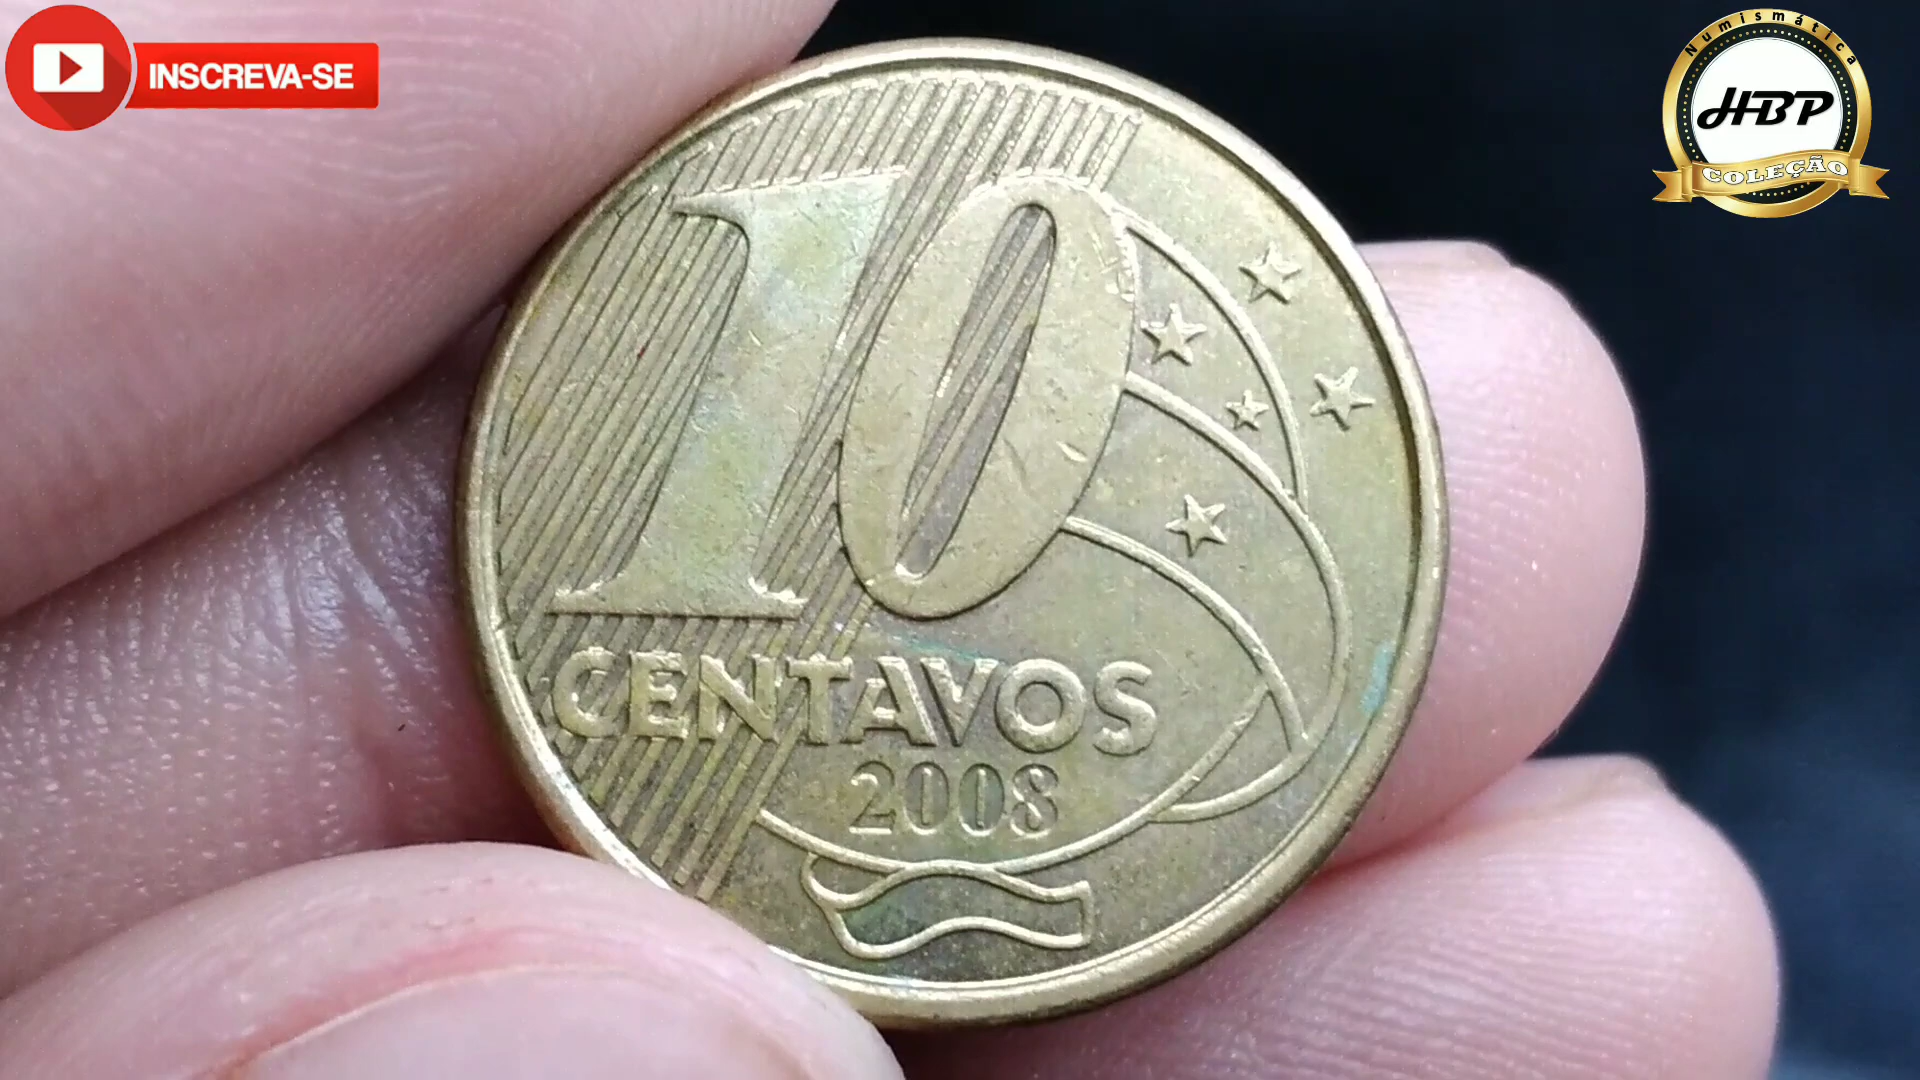 INSCREVA-SE
Numismática
HBP
COLEÇÃO
10
CENTAVOS
2008